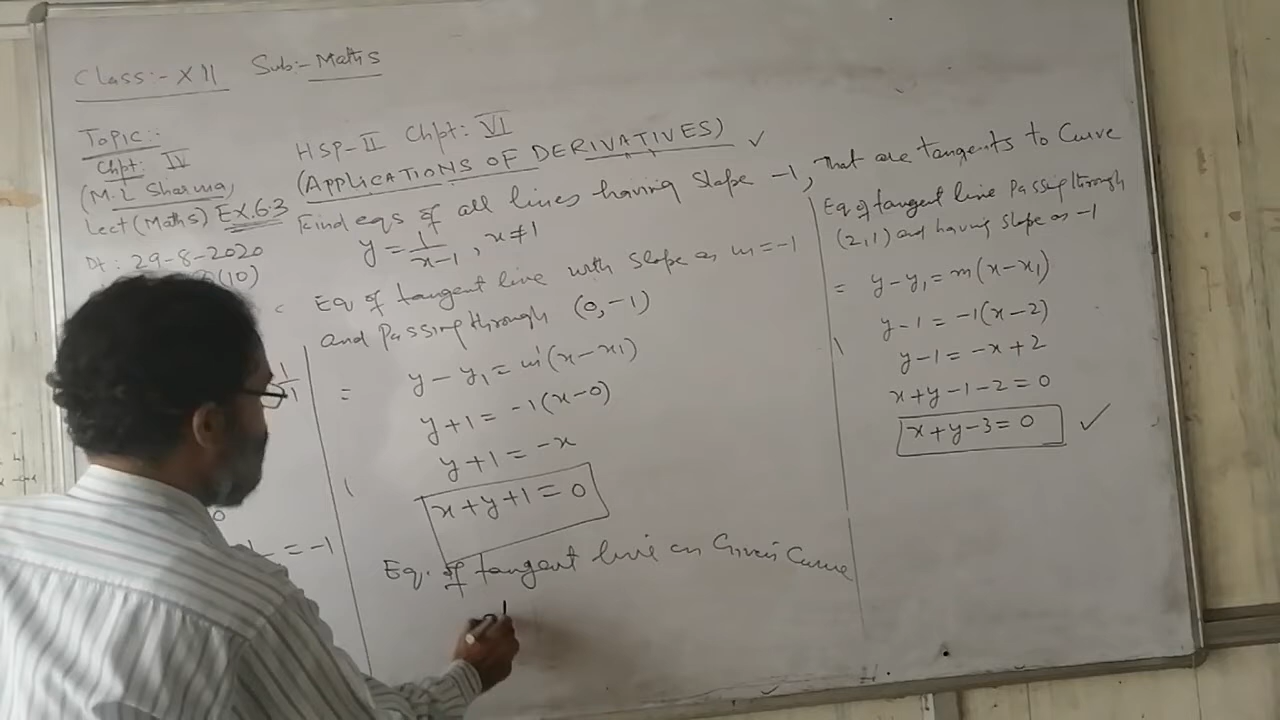 Class:- XII Sub:- Maths
Topic:
Chpt: IV
(M.L Sharma)
Lect (Maths) EX.6.3
Dt: 29-8-2020
(10)
HSP-II Chpt: VI
(APPLICATIONS OF DERIVATIVES) ✓
Find eqs of all lines having slope -1, That are tangents to Curve
y = 1/(x-1), x≠1
Eq of tangent line with slope as m = -1
and Passing through (0, -1)
= y - y₁ = m(x - x₁)
y + 1 = -1(x - 0)
y + 1 = -x
x + y + 1 = 0
Eq. of tangent line on Given Curve
= -1
Eq of tangent line Passing through
(2,1) and having slope as -1
= y - y₁ = m(x - x₁)
y - 1 = -1(x - 2)
y - 1 = -x + 2
x + y - 1 - 2 = 0
x + y - 3 = 0 ✓